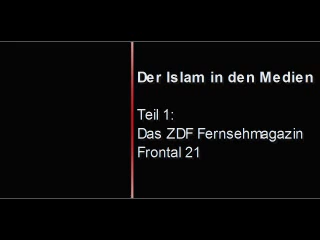 Der Islam in den Medien
Teil 1:
Das ZDF Fernsehmagazin
Frontal 21